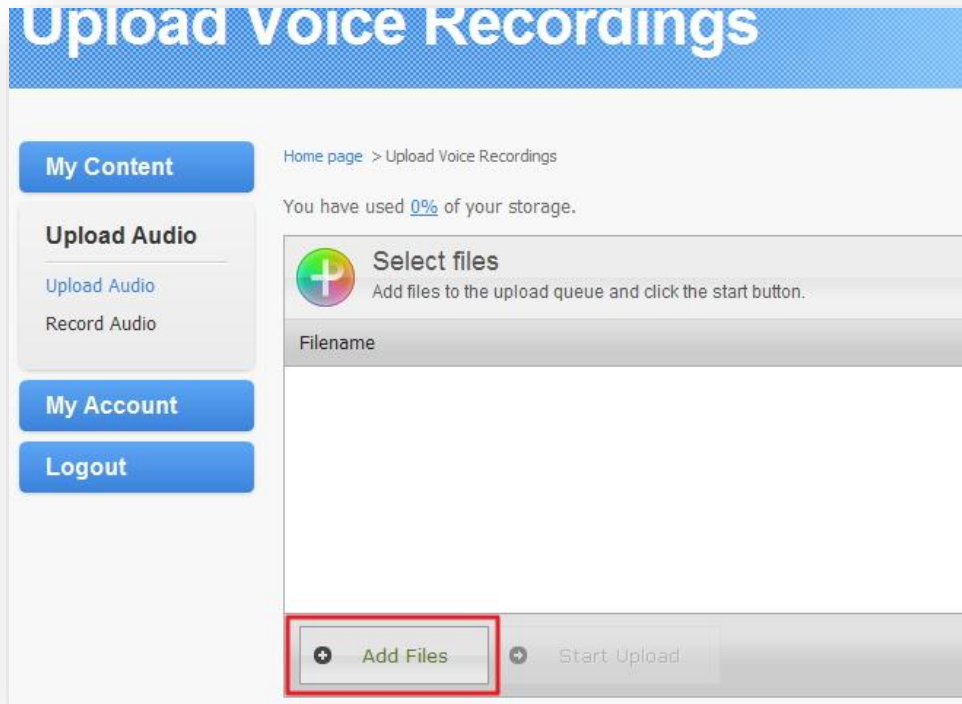 Upload Voice Recordings
My Content
Upload Audio
Upload Audio
Record Audio
My Account
Logout
Home page > Upload Voice Recordings
You have used 0% of your storage.
Select files
Add files to the upload queue and click the start button.
Filename
Add Files
Start Upload